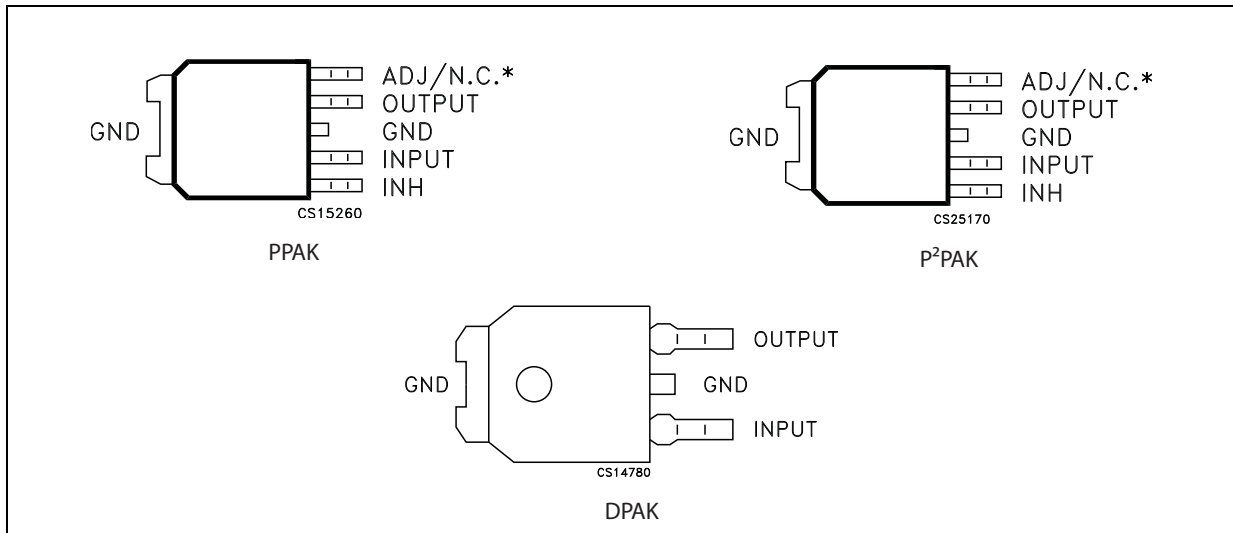 GND
ADJ/N.C.*
OUTPUT
GND
INPUT
INH
CS15260
PPAK
GND
ADJ/N.C.*
OUTPUT
GND
INPUT
INH
CS25170
P²PAK
GND
OUTPUT
GND
INPUT
CS14780
DPAK